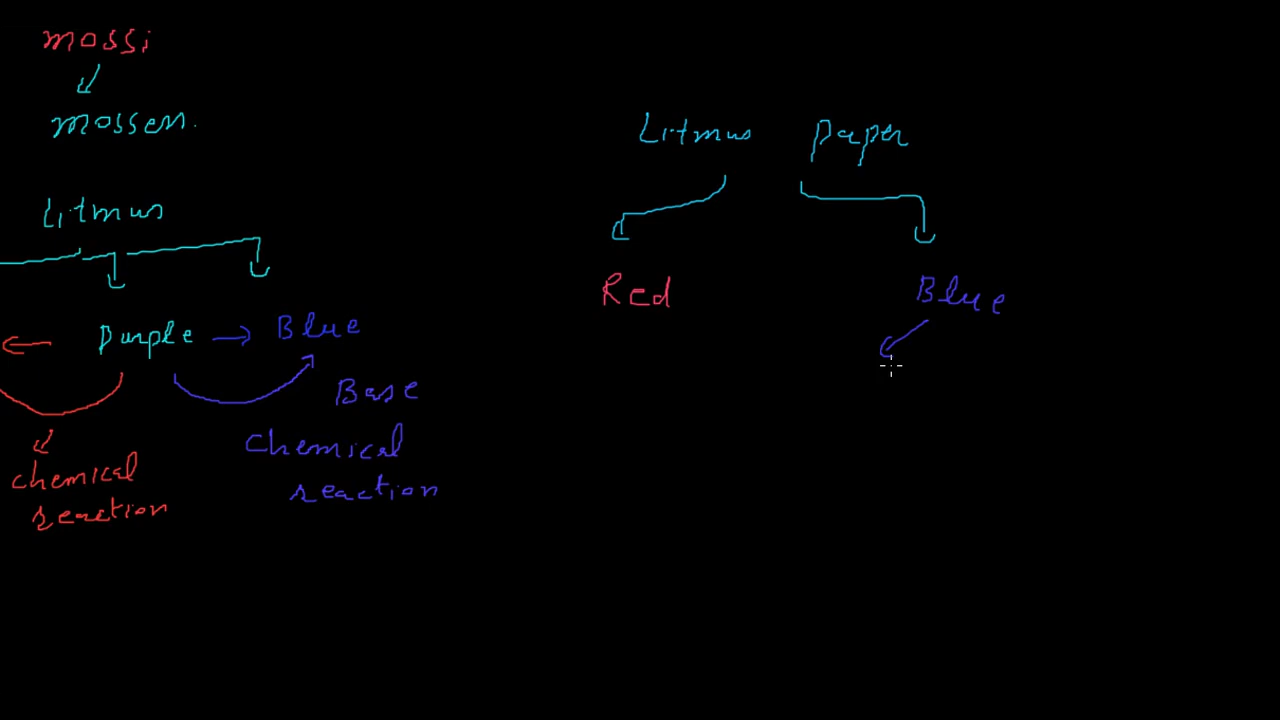 mossi
mossen.
Litmus
Purple
Blue
Base
Chemical
reaction
chemical
reaction
Litmus paper
Red
Blue